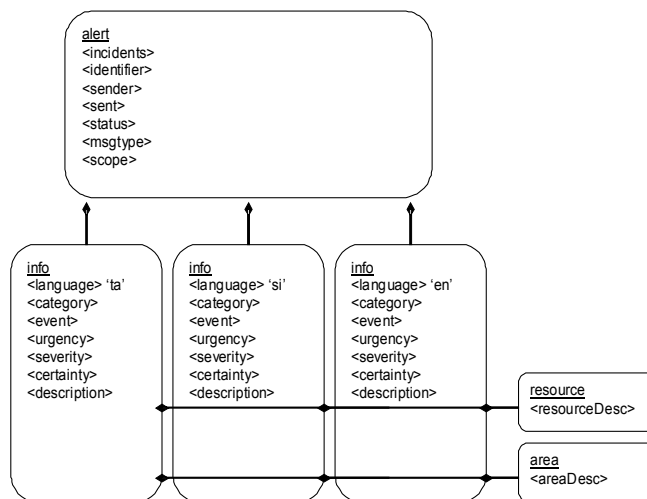 alert
<incidents>
<identifier>
<sender>
<sent>
<status>
<msgtype>
<scope>
info
<language> ‘ta’
<category>
<event>
<urgency>
<severity>
<certainty>
<description>
info
<language> ‘si’
<category>
<event>
<urgency>
<severity>
<certainty>
<description>
info
<language> ‘en’
<category>
<event>
<urgency>
<severity>
<certainty>
<description>
resource
<resourceDesc>
area
<areaDesc>